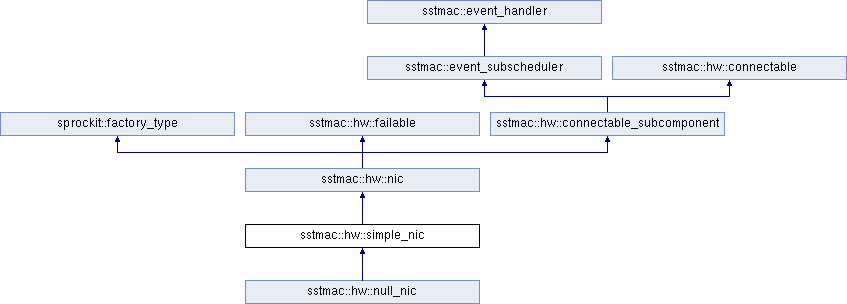 sstmac::event_handler
sstmac::event_subscheduler
sstmac::hw::connectable
sprockit::factory_type
sstmac::hw::failable
sstmac::hw::connectable_subcomponent
sstmac::hw::nic
sstmac::hw::simple_nic
sstmac::hw::null_nic